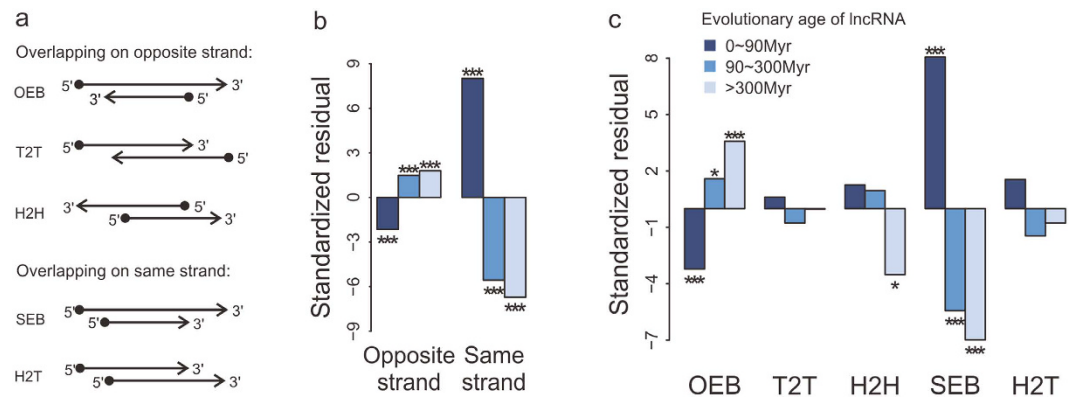 a
Overlapping on opposite strand:
5' 3'
OEB
3' 5'
5' 3'
T2T
5'
3'
H2H
5' 3'
Overlapping on same strand:
5' 3'
SEB
5' 3'
5' 3'
H2T
5' 3'
b
Standardized residual
9
6
3
0
−3
−6
−9
***
***
***
***
***
***
Opposite strand
Same strand
c
Evolutionary age of lncRNA
0~90Myr
90~300Myr
>300Myr
Standardized residual
8
5
2
−1
−4
−7
***
*
***
*
***
***
***
OEB T2T H2H SEB H2T